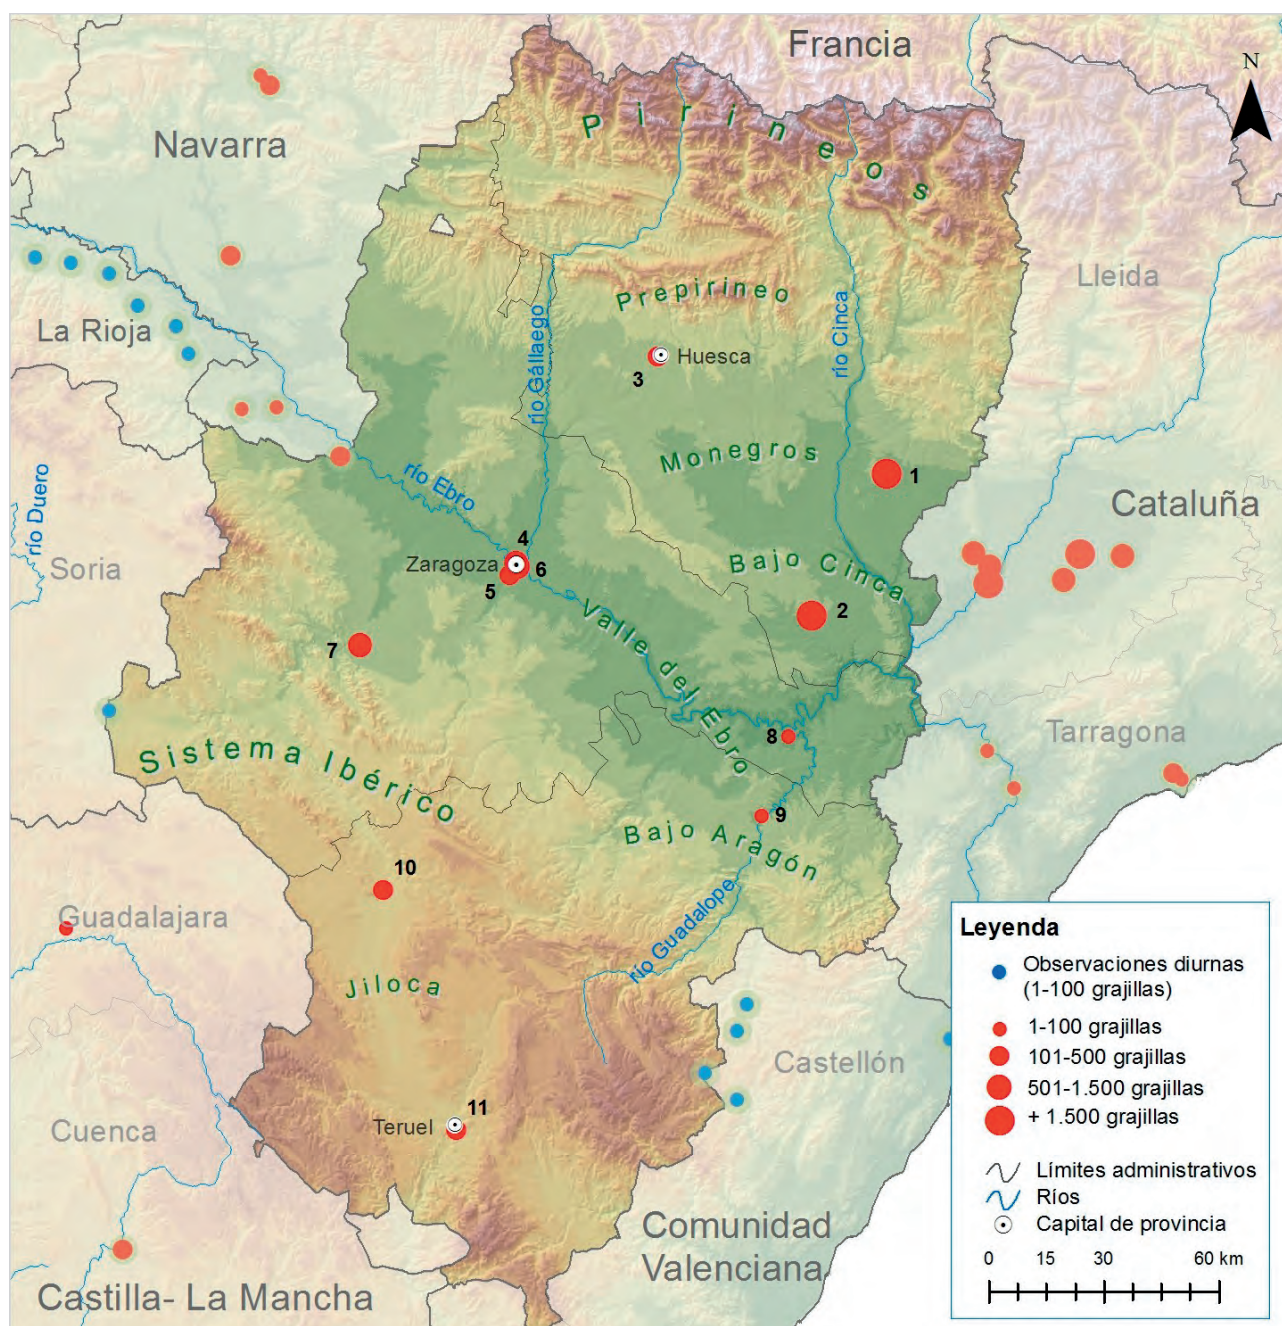 Francia
N
Pirineos
Navarra
Lleida
Prepirineo
La Rioja
río Gállaego
río Cinca
Huesca
3
Monegros
1
río Ebro
río Duero
Cataluña
Soria
4
Zaragoza
6
5
Bajo Cinca
2
Valle del Ebro
7
8
Tarragona
Sistema Ibérico
9
Bajo Aragón
10
Guadalajara
río Guadalope
Jiloca
Castellón
11
Teruel
Cuenca
Comunidad
Valenciana
Castilla- La Mancha
Leyenda
Observaciones diurnas
(1-100 grajillas)
1-100 grajillas
101-500 grajillas
501-1.500 grajillas
+ 1.500 grajillas
Límites administrativos
Ríos
Capital de provincia
0 15 30 60 km